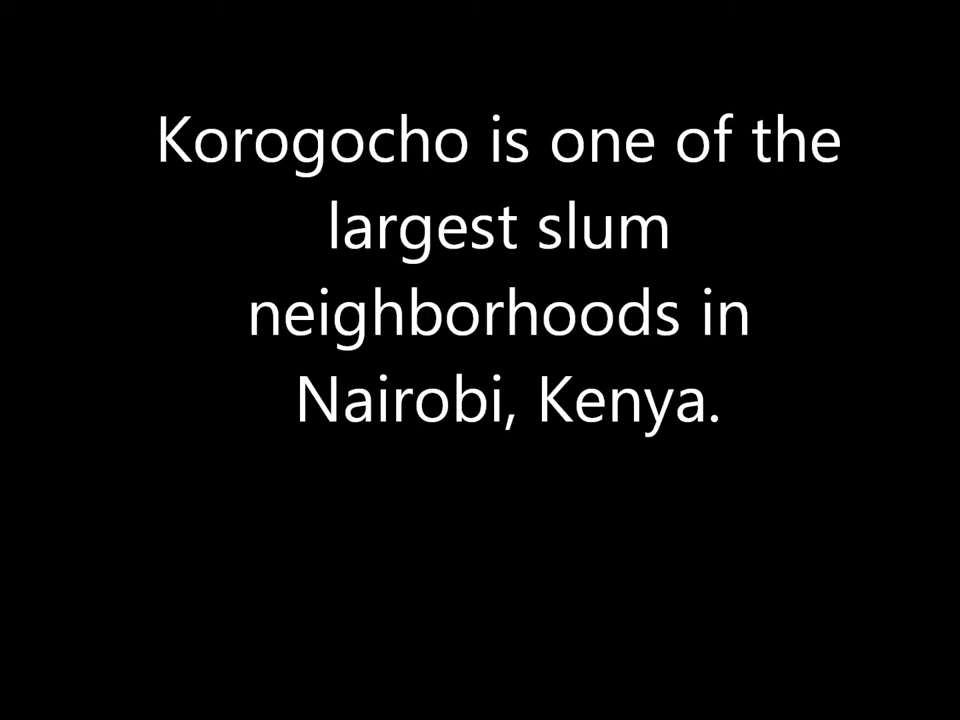 Korogocho is one of the
largest slum
neighborhoods in
Nairobi, Kenya.